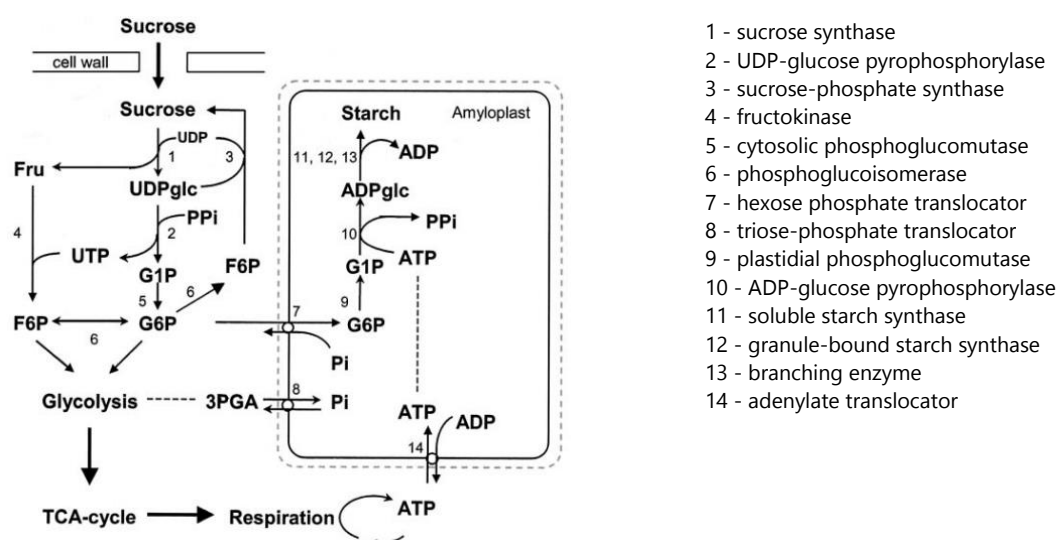 Sucrose
cell wall
Sucrose
UDP
1
3
Fru
UDPglc
PPi
4
2
UTP
G1P
F6P
5
6
F6P
G6P
6
Glycolysis
3PGA
TCA-cycle
Respiration
ATP
Amyloplast
Starch
11, 12, 13
ADP
ADPglc
PPi
10
G1P
ATP
9
7
G6P
Pi
8
Pi
ATP
ADP
14
1 - sucrose synthase
2 - UDP-glucose pyrophosphorylase
3 - sucrose-phosphate synthase
4 - fructokinase
5 - cytosolic phosphoglucomutase
6 - phosphoglucoisomerase
7 - hexose phosphate translocator
8 - triose-phosphate translocator
9 - plastidial phosphoglucomutase
10 - ADP-glucose pyrophosphorylase
11 - soluble starch synthase
12 - granule-bound starch synthase
13 - branching enzyme
14 - adenylate translocator